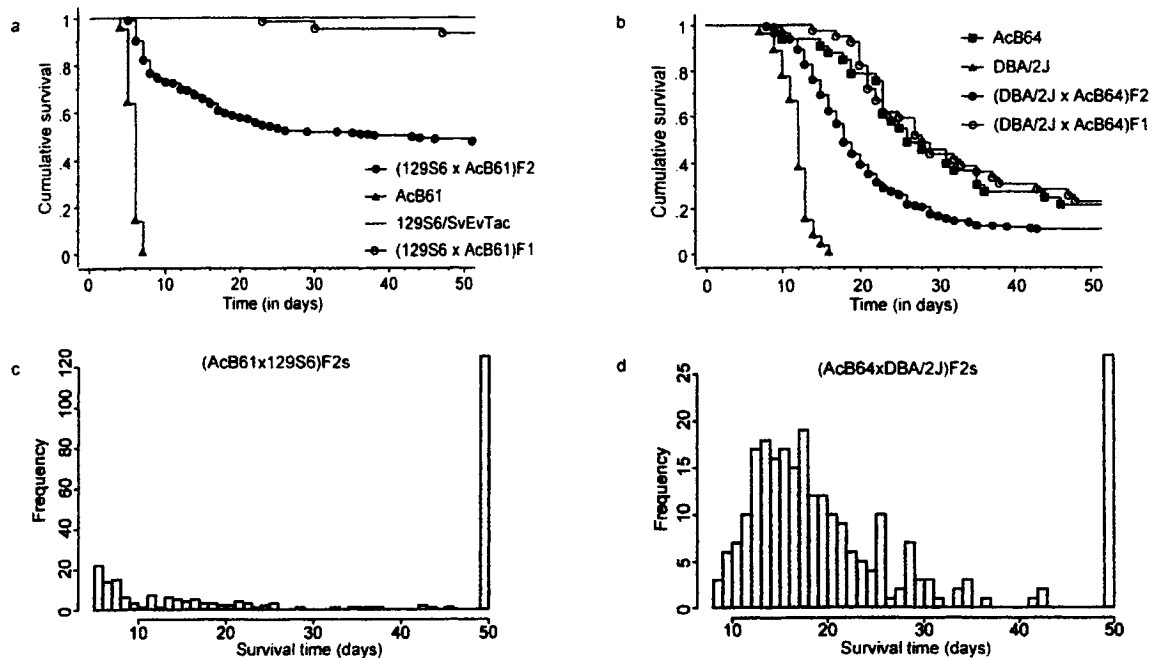 a
Cumulative survival
1
.8
.6
.4
.2
0
(129S6 x AcB61)F2
AcB61
129S6/SvEvTac
(129S6 x AcB61)F1
0 10 20 30 40 50
Time (in days)
b
Cumulative survival
1
.8
.6
.4
.2
0
AcB64
DBA/2J
(DBA/2J x AcB64)F2
(DBA/2J x AcB64)F1
0 10 20 30 40 50
Time (in days)
c
(AcB61x129S6)F2s
Frequency
120
100
80
60
40
20
0
10 20 30 40 50
Survival time (days)
d
(AcB64xDBA/2J)F2s
Frequency
25
20
15
10
5
0
10 20 30 40 50
Survival time (days)